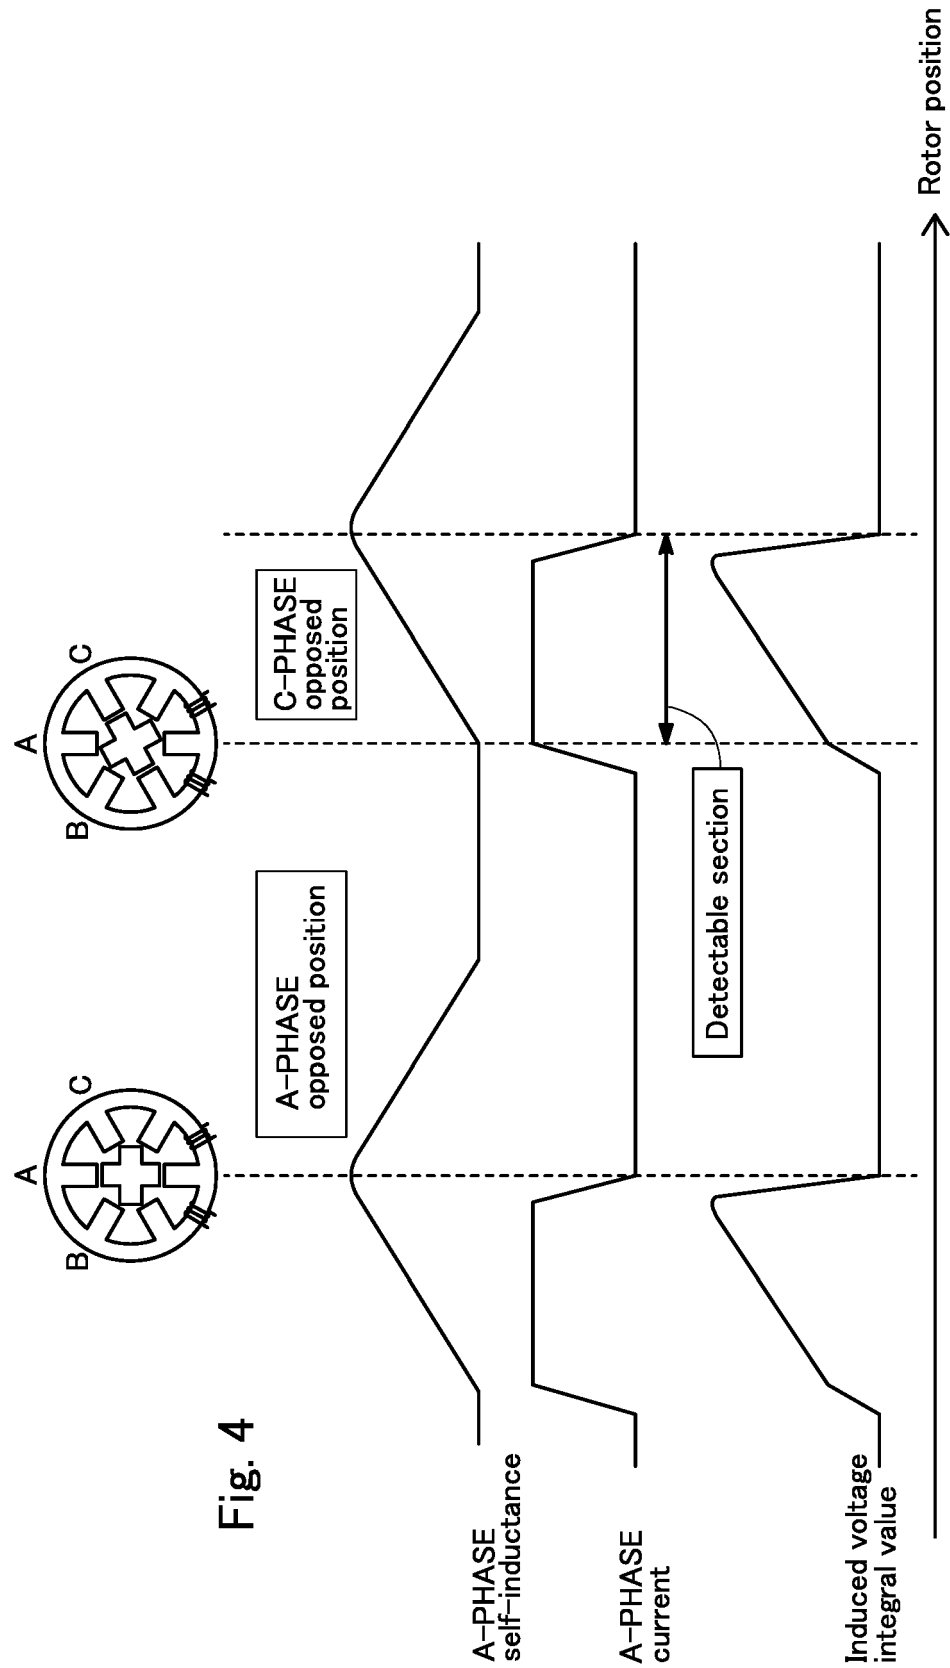 Fig. 4
B
A
C
B
A
C
A-PHASE
opposed position
C-PHASE
opposed
position
A-PHASE
self-inductance
A-PHASE
current
Detectable section
Induced voltage
integral value
Rotor position